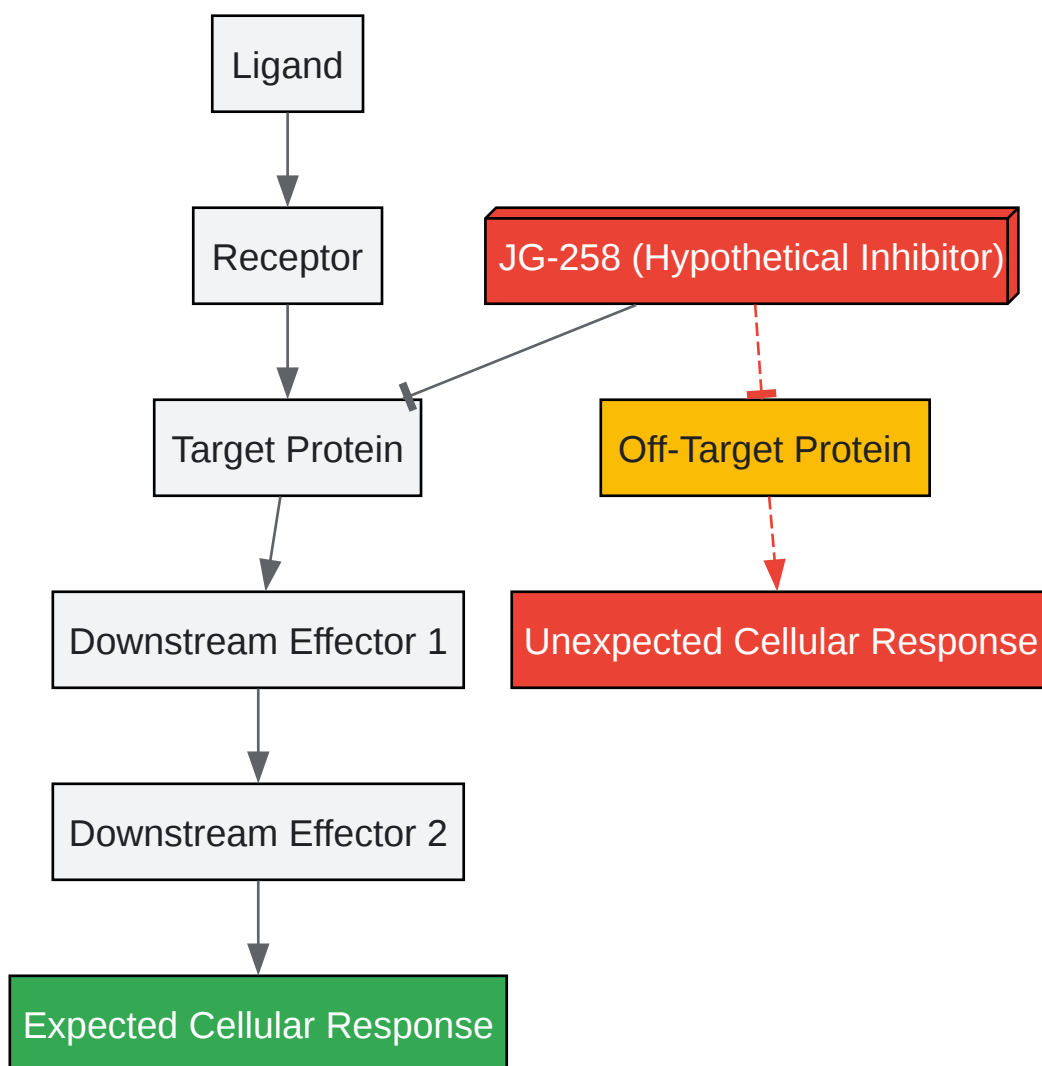 Ligand
Receptor
JG-258 (Hypothetical Inhibitor)
Target Protein
Off-Target Protein
Downstream Effector 1
Unexpected Cellular Response
Downstream Effector 2
Expected Cellular Response